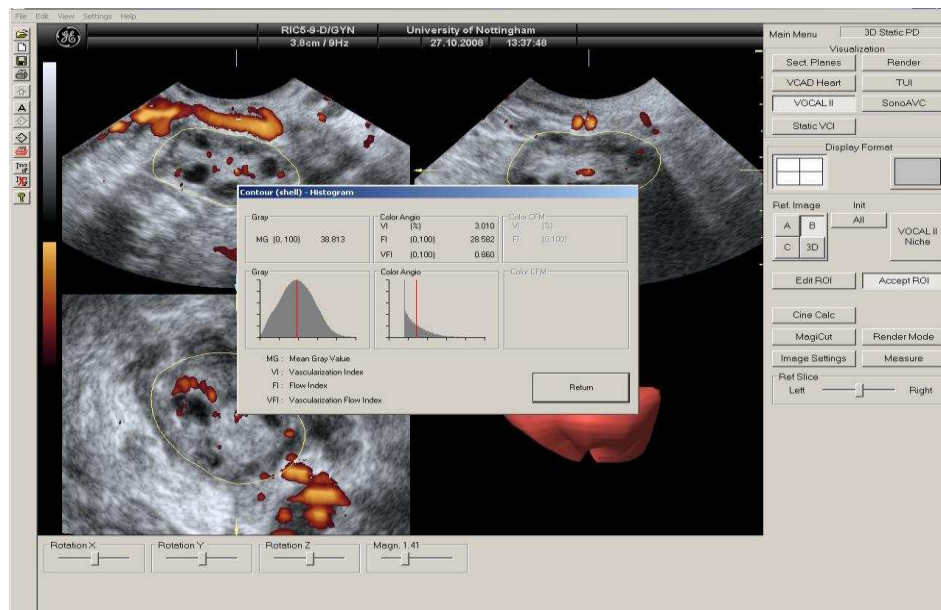 File Edit View Settings Help
RIC5-9-D/GYN University of Nottingham
3.8cm / 9Hz 27.10.2008 13:37:48
Main Menu 3D Static PD
Visualization
Sect. Planes Render
VCAD Heart TUI
VOCAL II SonoAVC
Static VCI
Display Format
Ref. Image Init
A B All
VOCAL II
Niche
C 3D
Edit ROI Accept ROI
Cine Calc
MagiCut Render Mode
Image Settings Measure
Ref Slice
Left Right
Contour (shell) - Histogram
Gray Color Angio Color CFM
VI (%) 3.010 VI (%)
MG (0, 100) 38.813 FI (0,100) 28.582 FI (0,100)
VFI (0,100) 0.860
Gray Color Angio Color CFM
MG : Mean Gray Value
VI : Vascularization Index
FI : Flow Index
VFI : Vascularization Flow Index
Return
Rotation X Rotation Y Rotation Z Magn. 1.41